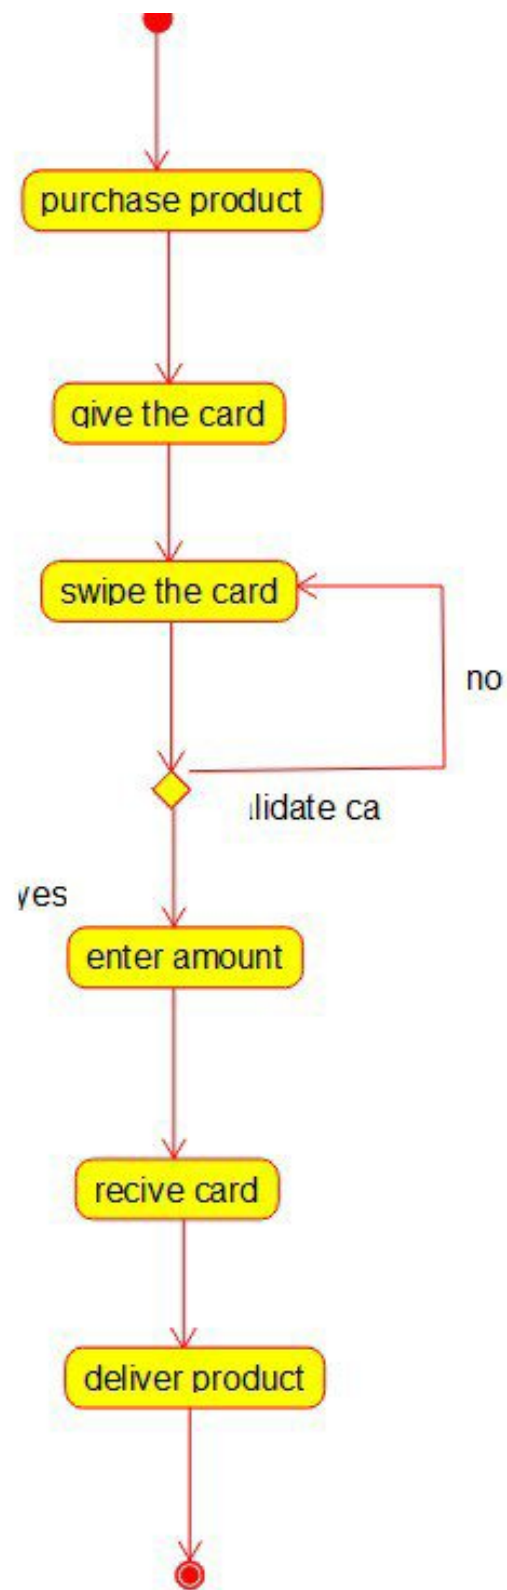 purchase product
give the card
swipe the card
no
lidate ca
yes
enter amount
recive card
deliver product